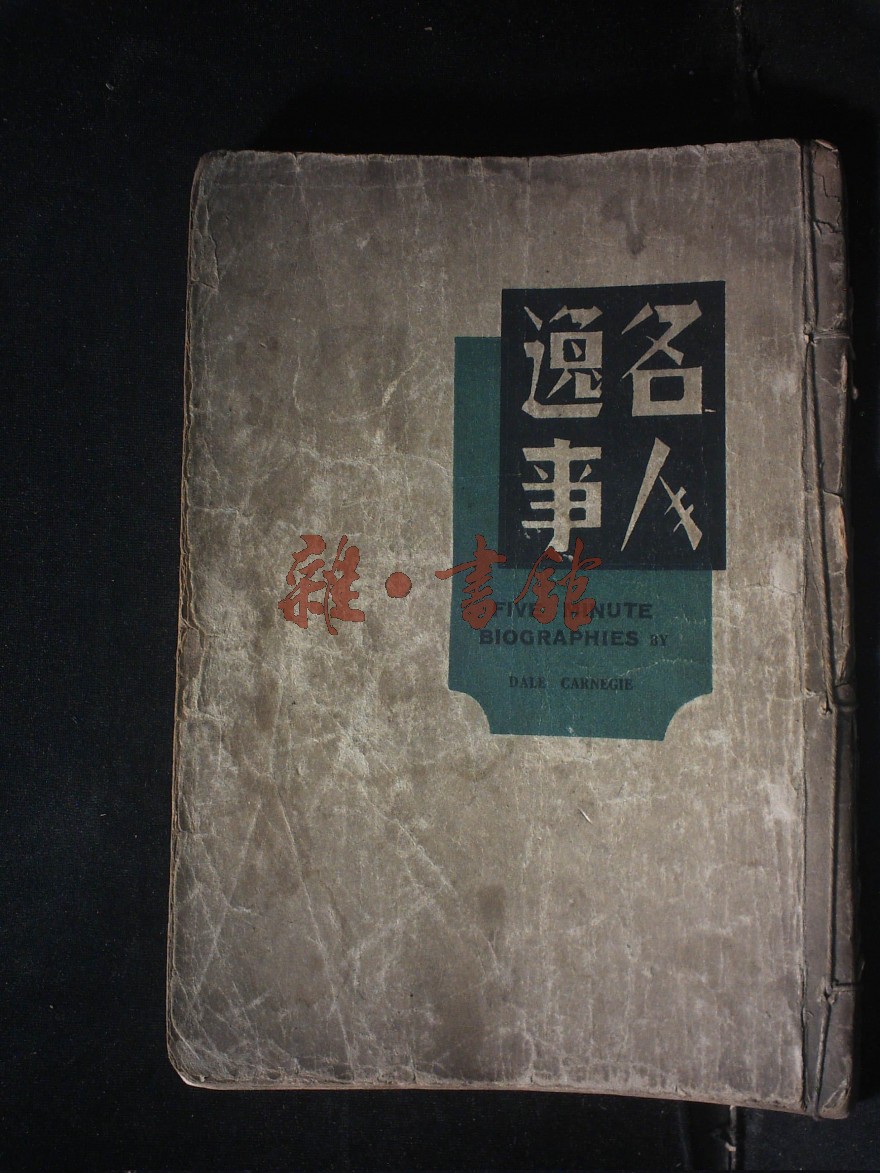 名人
逸事
雜·書館
FIVE MINUTE
BIOGRAPHIES BY
DALE CARNEGIE